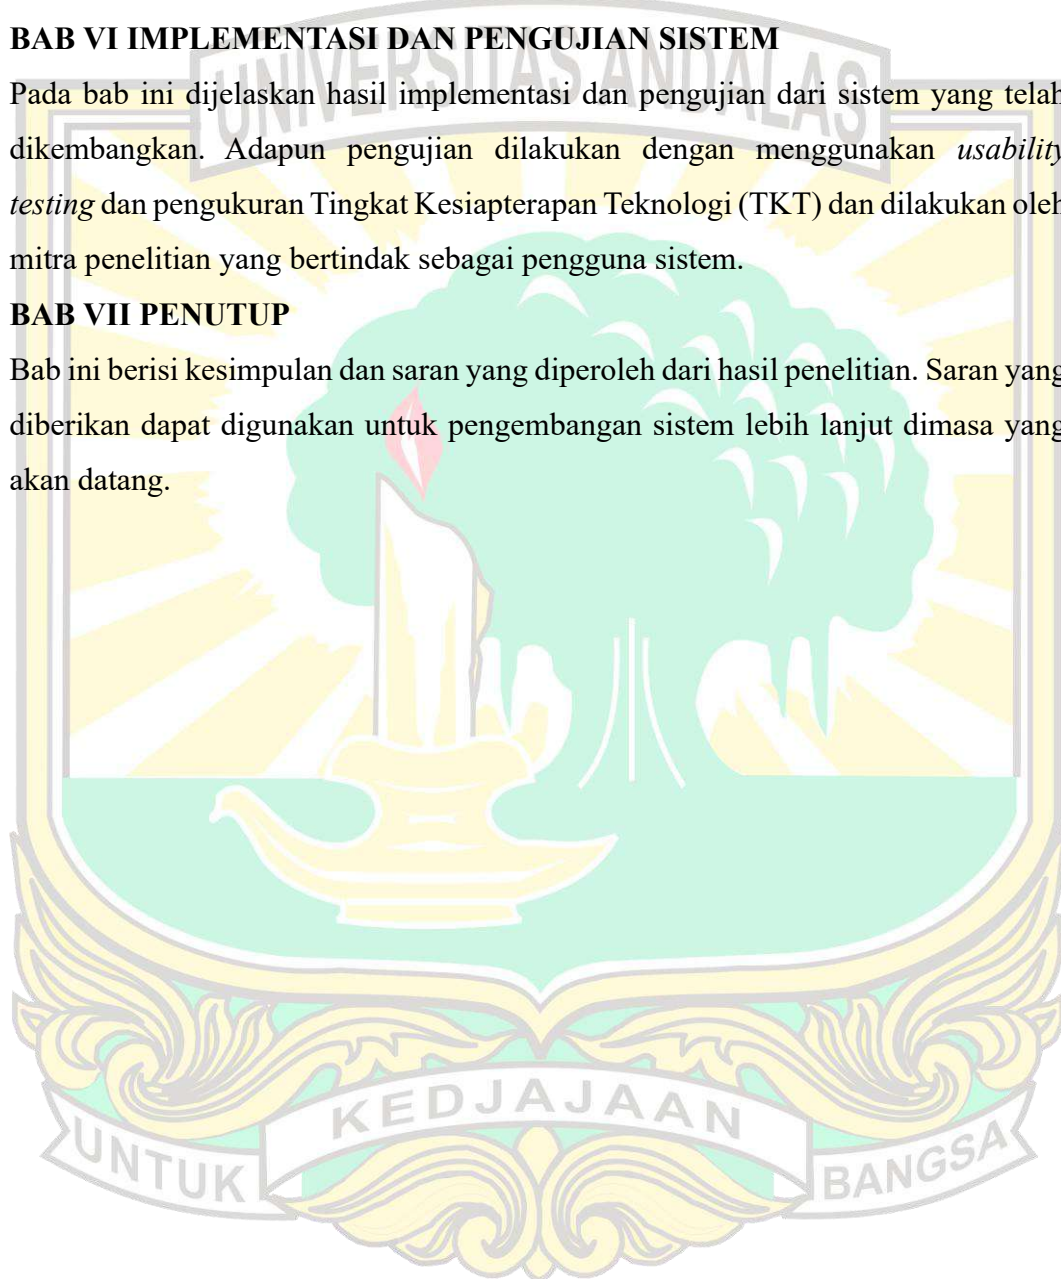 BAB VI IMPLEMENTASI DAN PENGUJIAN SISTEM
UNIVERSITAS ANDALAS
Pada bab ini dijelaskan hasil implementasi dan pengujian dari sistem yang telah
dikembangkan. Adapun pengujian dilakukan dengan menggunakan usability
testing dan pengukuran Tingkat Kesiapterapan Teknologi (TKT) dan dilakukan oleh
mitra penelitian yang bertindak sebagai pengguna sistem.
BAB VII PENUTUP
Bab ini berisi kesimpulan dan saran yang diperoleh dari hasil penelitian. Saran yang
diberikan dapat digunakan untuk pengembangan sistem lebih lanjut dimasa yang
akan datang.
UNTUK KEDJAJAAN BANGSA